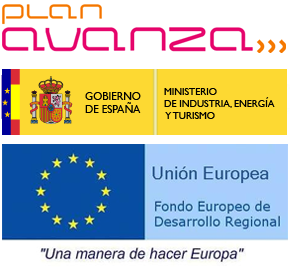 plan
avanza
GOBIERNO
DE ESPAÑA
MINISTERIO
DE INDUSTRIA, ENERGÍA
Y TURISMO
Unión Europea
Fondo Europeo de
Desarrollo Regional
"Una manera de hacer Europa"